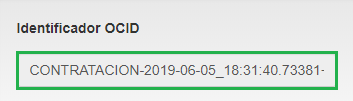 Identificador OCID
CONTRATACION-2019-06-05_18:31:40.73381-